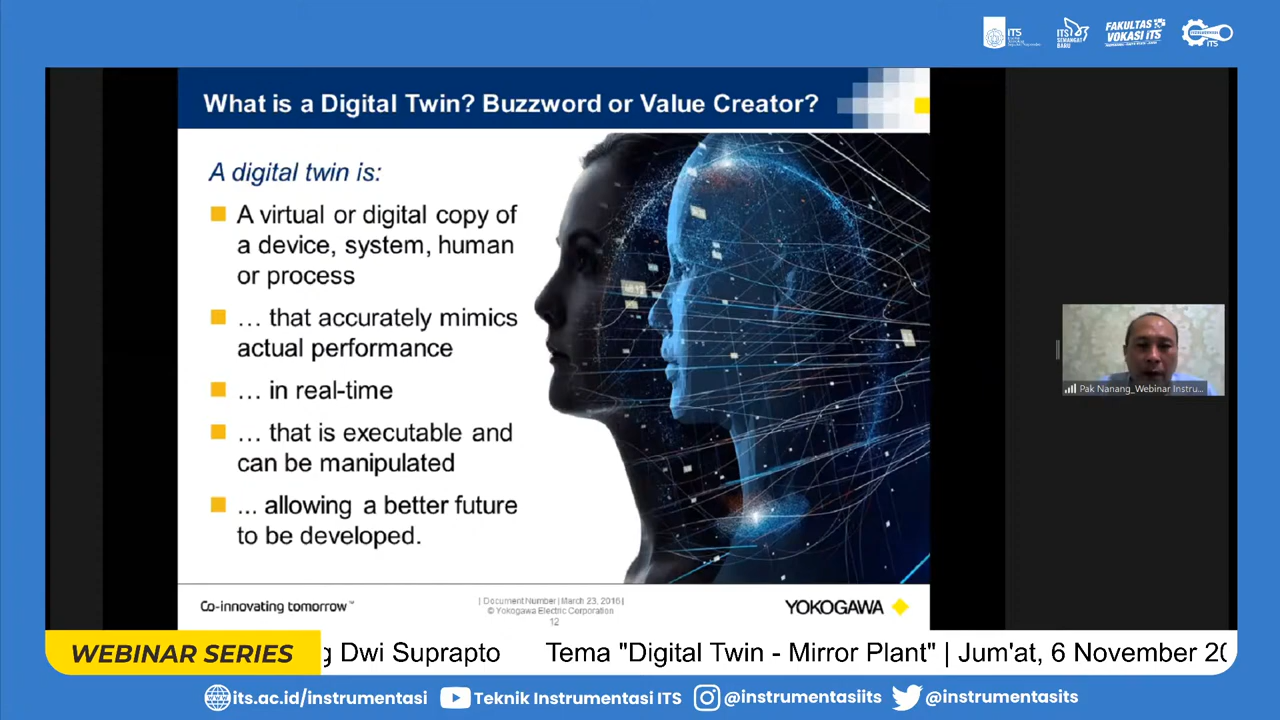 ITS
ITS
SEMANGAT
BARU
FAKULTAS
VOKASI ITS
ITS
What is a Digital Twin? Buzzword or Value Creator?
A digital twin is:
A virtual or digital copy of
a device, system, human
or process
… that accurately mimics
actual performance
… in real-time
… that is executable and
can be manipulated
... allowing a better future
to be developed.
Pak Nanang_Webinar Instru...
Co-innovating tomorrow™
| Document Number | March 23, 2016 |
© Yokogawa Electric Corporation
12
YOKOGAWA
WEBINAR SERIES
g Dwi Suprapto Tema "Digital Twin - Mirror Plant" | Jum'at, 6 November 20
its.ac.id/instrumentasi Teknik Instrumentasi ITS @instrumentasiits @instrumentasits